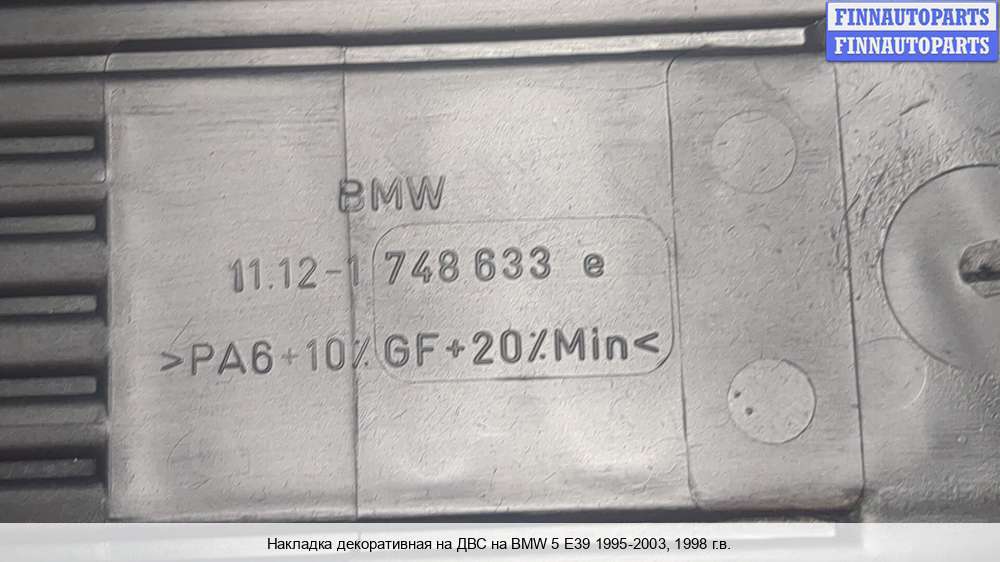 FINNAUTOPARTS
FINNAUTOPARTS
BMW
11.12-1 748 633 e
>PA6+10%GF+20%Min<
Накладка декоративная на ДВС на BMW 5 E39 1995-2003, 1998 г.в.